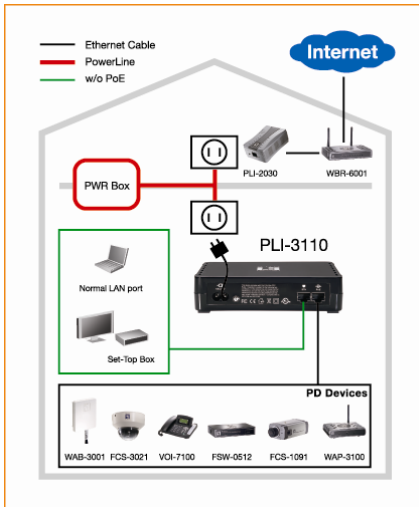 Ethernet Cable
PowerLine
w/o PoE
Internet
PLI-2030
WBR-6001
PWR Box
PLI-3110
Normal LAN port
Set-Top Box
PD Devices
WAB-3001 FCS-3021 VOI-7100 FSW-0512 FCS-1091 WAP-3100